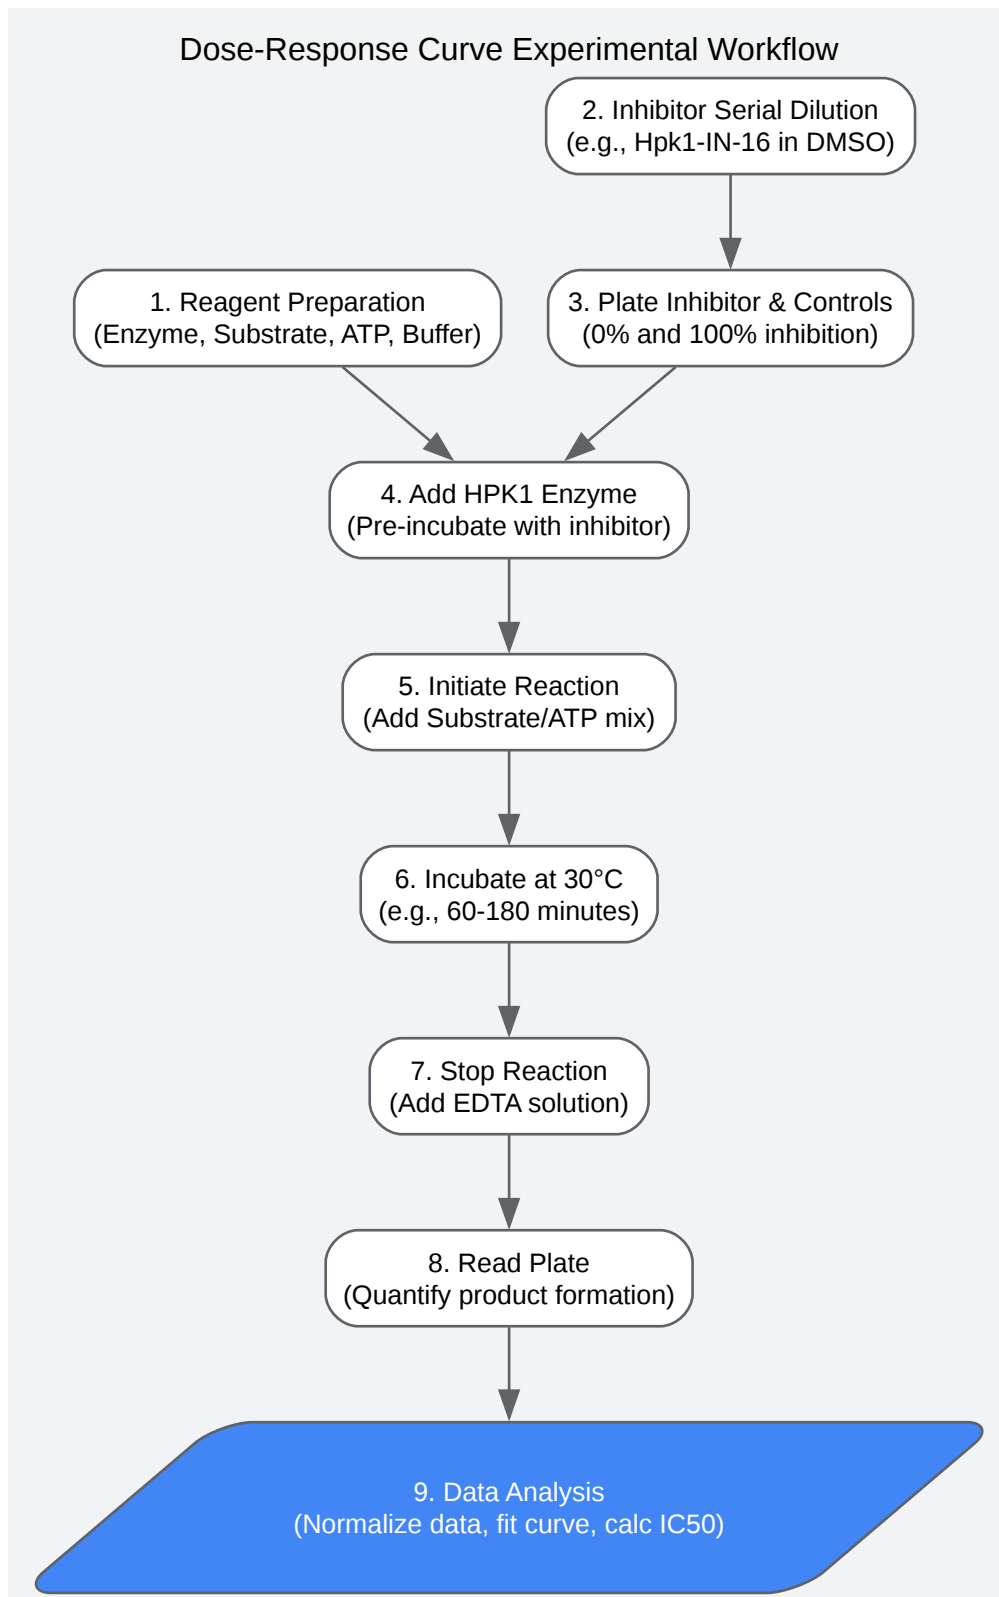 Dose-Response Curve Experimental Workflow
2. Inhibitor Serial Dilution
(e.g., Hpk1-IN-16 in DMSO)
1. Reagent Preparation
(Enzyme, Substrate, ATP, Buffer)
3. Plate Inhibitor & Controls
(0% and 100% inhibition)
4. Add HPK1 Enzyme
(Pre-incubate with inhibitor)
5. Initiate Reaction
(Add Substrate/ATP mix)
6. Incubate at 30°C
(e.g., 60-180 minutes)
7. Stop Reaction
(Add EDTA solution)
8. Read Plate
(Quantify product formation)
9. Data Analysis
(Normalize data, fit curve, calc IC50)